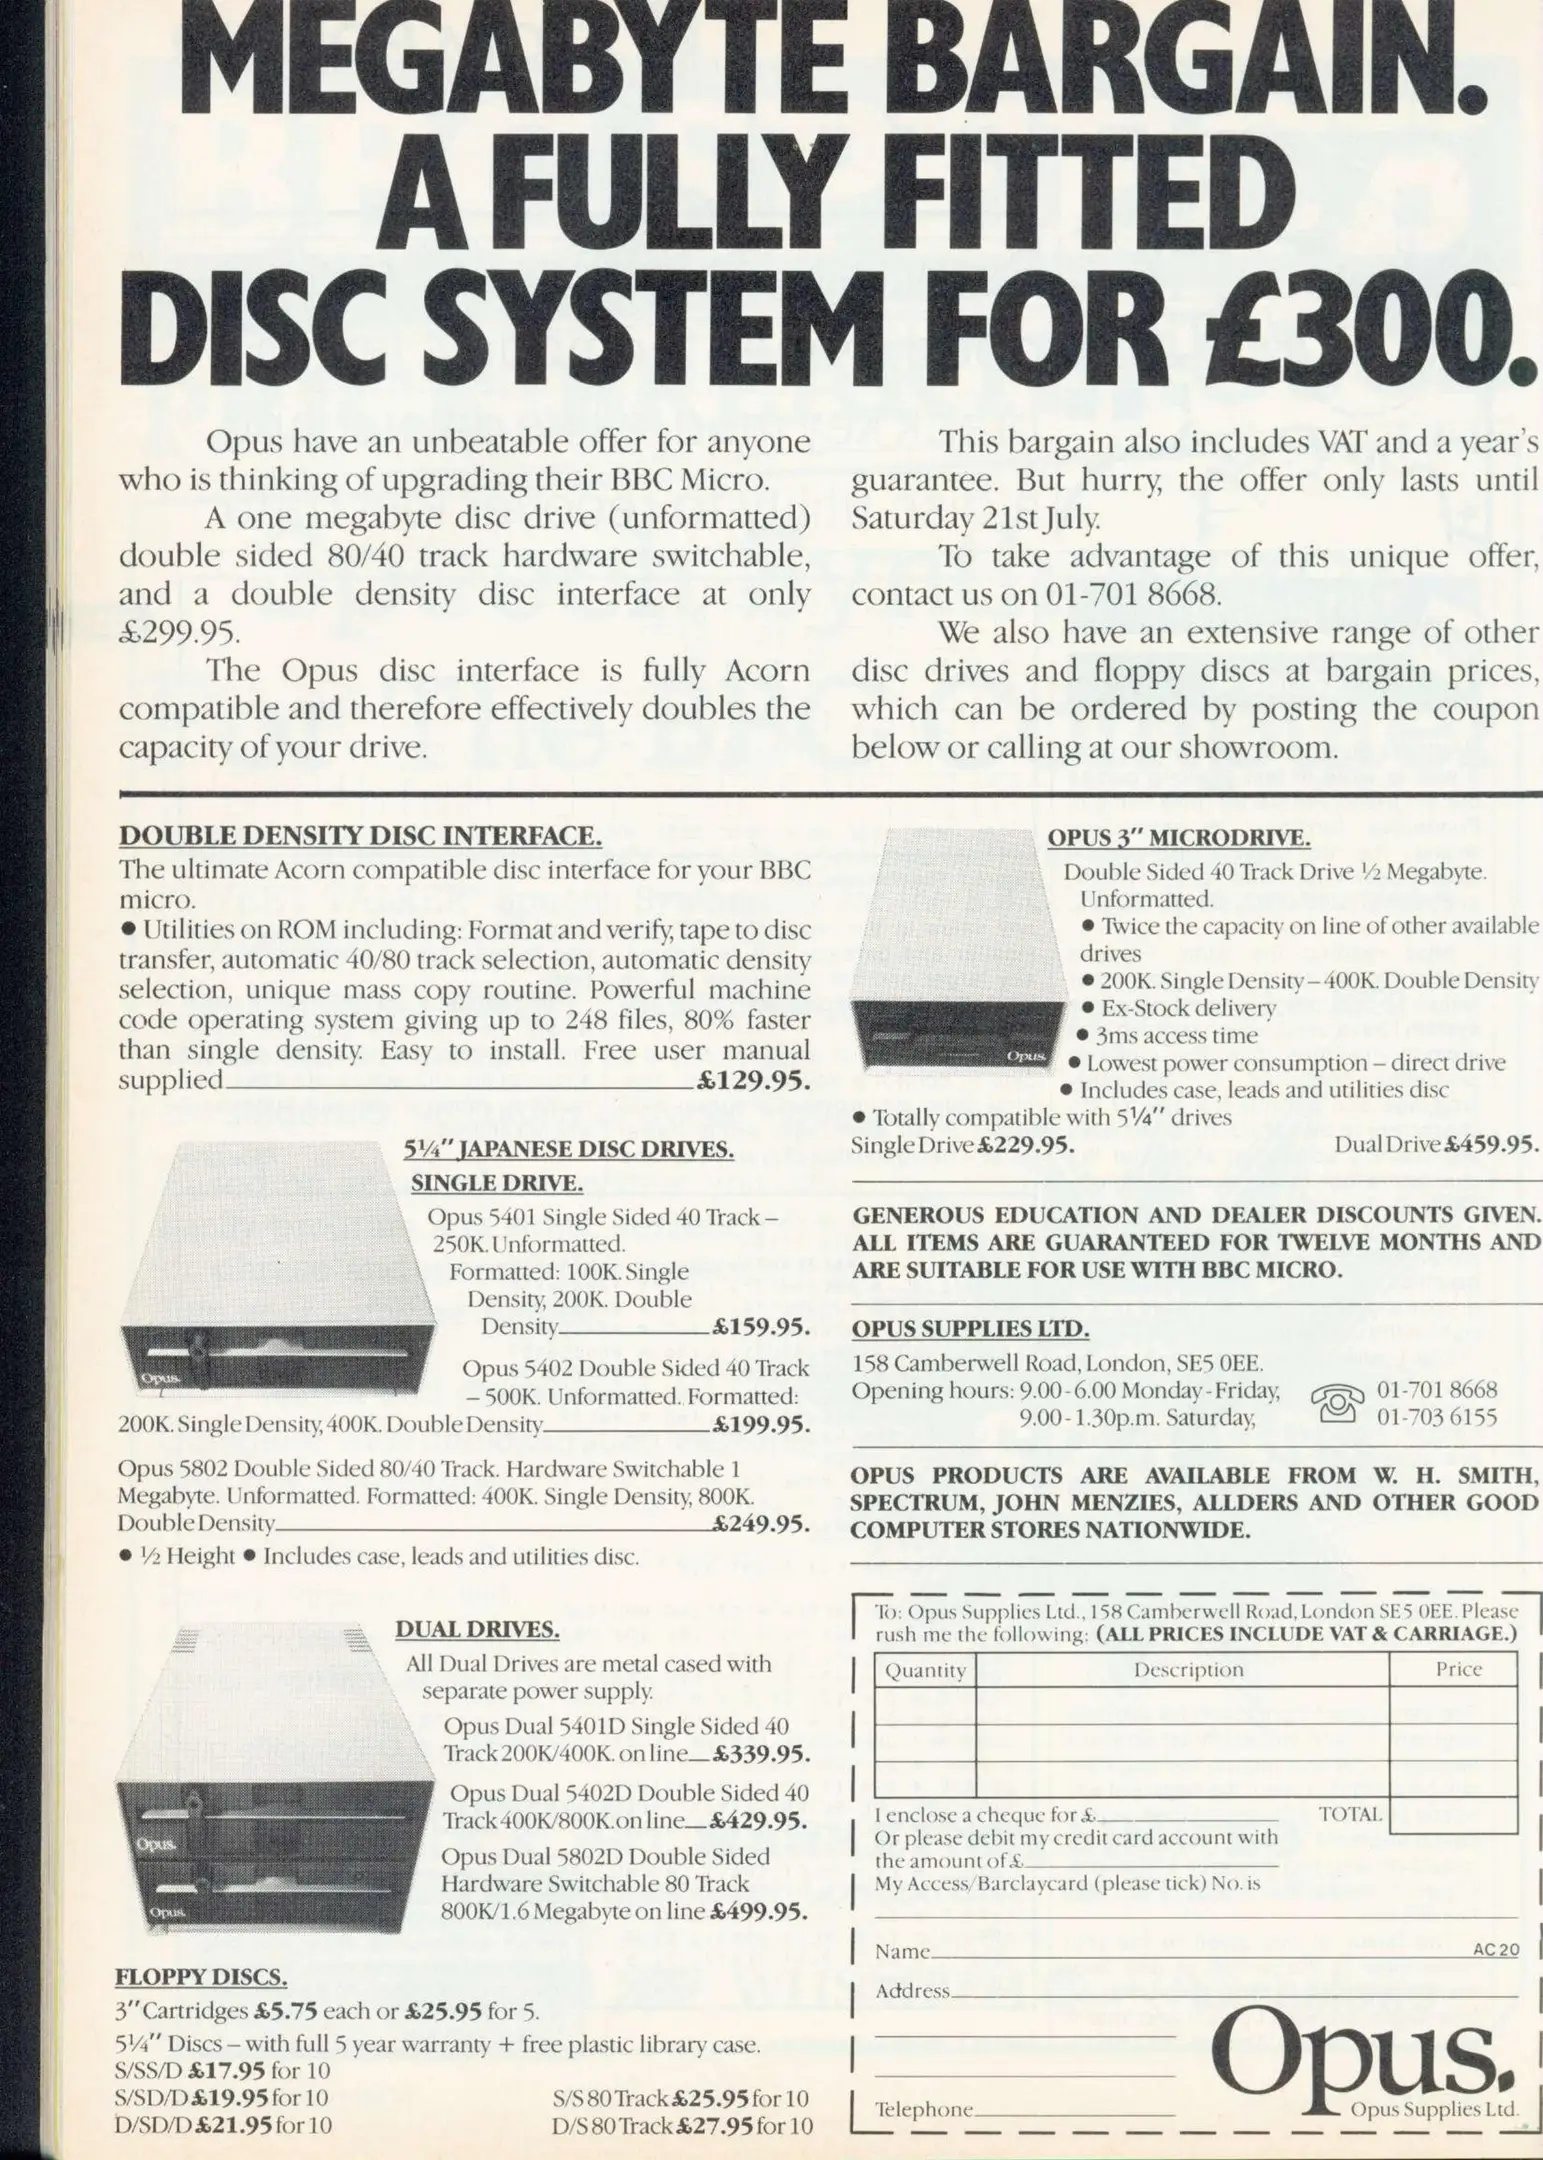 MEGABYTE BARGAIN.
A FULLY FITTED
DISC SYSTEM FOR £300.
Opus have an unbeatable offer for anyone
who is thinking of upgrading their BBC Micro.
A one megabyte disc drive (unformatted)
double sided 80/40 track hardware switchable,
and a double density disc interface at only
£299.95.
The Opus disc interface is fully Acorn
compatible and therefore effectively doubles the
capacity of your drive.
This bargain also includes VAT and a year's
guarantee. But hurry, the offer only lasts until
Saturday 21st July.
To take advantage of this unique offer,
contact us on 01-701 8668.
We also have an extensive range of other
disc drives and floppy discs at bargain prices,
which can be ordered by posting the coupon
below or calling at our showroom.
DOUBLE DENSITY DISC INTERFACE.
The ultimate Acorn compatible disc interface for your BBC
micro.
• Utilities on ROM including: Format and verify, tape to disc
transfer, automatic 40/80 track selection, automatic density
selection, unique mass copy routine. Powerful machine
code operating system giving up to 248 files, 80% faster
than single density. Easy to install. Free user manual
supplied £129.95.
5¼" JAPANESE DISC DRIVES.
SINGLE DRIVE.
Opus 5401 Single Sided 40 Track –
250K. Unformatted.
Formatted: 100K. Single
Density, 200K. Double
Density £159.95.
Opus.
Opus 5402 Double Sided 40 Track
– 500K. Unformatted. Formatted:
200K. Single Density, 400K. Double Density £199.95.
Opus 5802 Double Sided 80/40 Track. Hardware Switchable 1
Megabyte. Unformatted. Formatted: 400K. Single Density, 800K.
Double Density £249.95.
• ½ Height • Includes case, leads and utilities disc.
DUAL DRIVES.
All Dual Drives are metal cased with
separate power supply.
Opus Dual 5401D Single Sided 40
Track 200K/400K. on line £339.95.
Opus Dual 5402D Double Sided 40
Track 400K/800K. on line £429.95.
Opus.
Opus Dual 5802D Double Sided
Hardware Switchable 80 Track
800K/1.6 Megabyte on line £499.95.
Opus.
FLOPPY DISCS.
3" Cartridges £5.75 each or £25.95 for 5.
5¼" Discs – with full 5 year warranty + free plastic library case.
S/SS/D £17.95 for 10
S/SD/D £19.95 for 10 S/S 80 Track £25.95 for 10
D/SD/D £21.95 for 10 D/S 80 Track £27.95 for 10
OPUS 3" MICRODRIVE.
Double Sided 40 Track Drive ½ Megabyte.
Unformatted.
• Twice the capacity on line of other available
drives
• 200K. Single Density – 400K. Double Density
• Ex-Stock delivery
• 3ms access time
Opus.
• Lowest power consumption – direct drive
• Includes case, leads and utilities disc
• Totally compatible with 5¼" drives
Single Drive £229.95. Dual Drive £459.95.
GENEROUS EDUCATION AND DEALER DISCOUNTS GIVEN.
ALL ITEMS ARE GUARANTEED FOR TWELVE MONTHS AND
ARE SUITABLE FOR USE WITH BBC MICRO.
OPUS SUPPLIES LTD.
158 Camberwell Road, London, SE5 0EE.
Opening hours: 9.00-6.00 Monday-Friday, 01-701 8668
9.00-1.30p.m. Saturday, 01-703 6155
OPUS PRODUCTS ARE AVAILABLE FROM W. H. SMITH,
SPECTRUM, JOHN MENZIES, ALLDERS AND OTHER GOOD
COMPUTER STORES NATIONWIDE.
To: Opus Supplies Ltd., 158 Camberwell Road, London SE5 0EE. Please
rush me the following: (ALL PRICES INCLUDE VAT & CARRIAGE.)
Quantity Description Price
I enclose a cheque for £ TOTAL
Or please debit my credit card account with
the amount of £
My Access/Barclaycard (please tick) No. is
Name AC 20
Address
Telephone
Opus.
Opus Supplies Ltd.